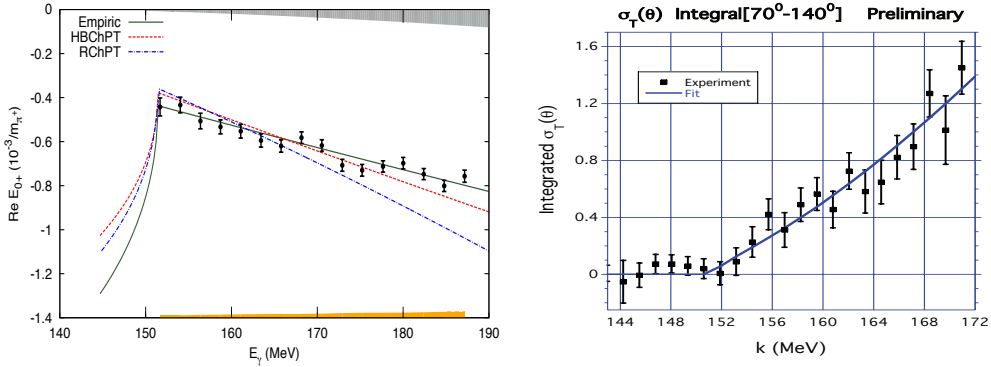 0
-0.2
-0.4
-0.6
-0.8
-1
-1.2
-1.4
140
150
160
170
180
190
Re E0+ (10^-3/mπ+)
Eγ (MeV)
Empiric
HBChPT
RChPT
σT(θ) Integral[70⁰-140⁰] Preliminary
1.6
1.2
0.8
0.4
0
144
148
152
156
160
164
168
172
Integrated σT(θ)
k (MeV)
Experiment
Fit